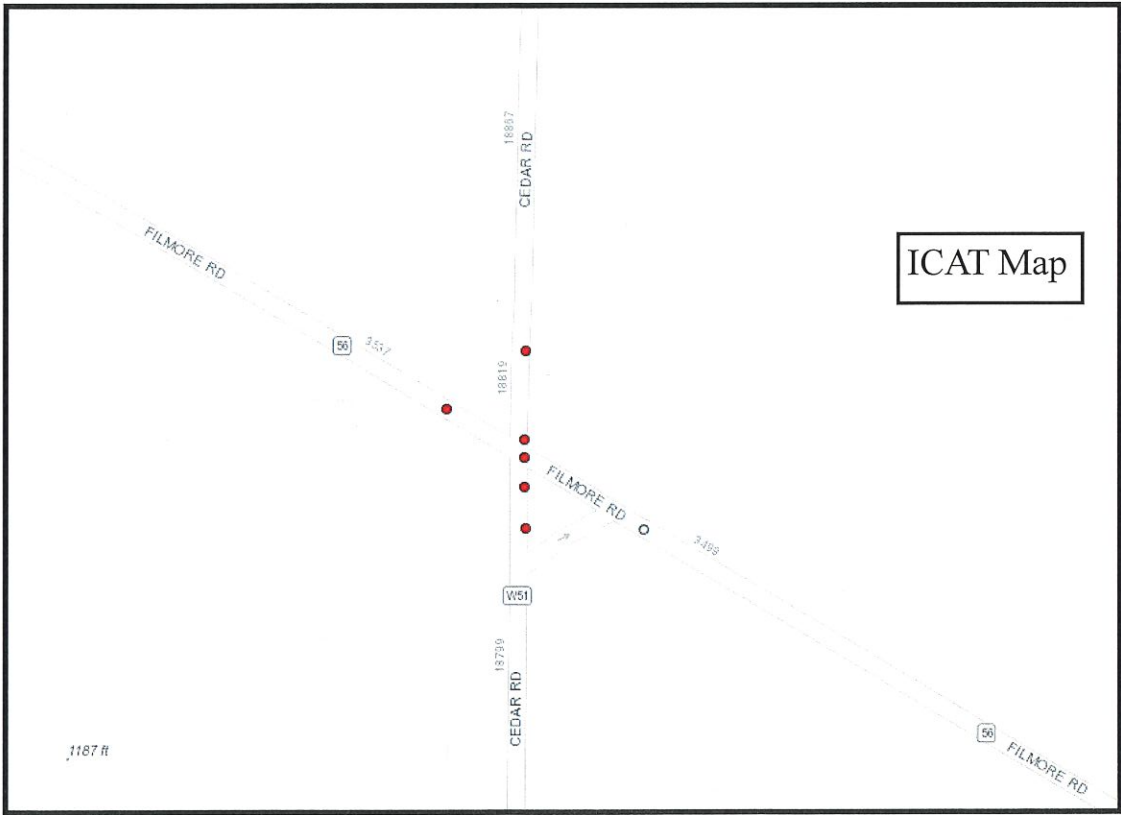 18887
CEDAR RD
FILMORE RD
ICAT Map
56
3537
18819
FILMORE RD
3499
W51
18799
CEDAR RD
56
FILMORE RD
1187 ft